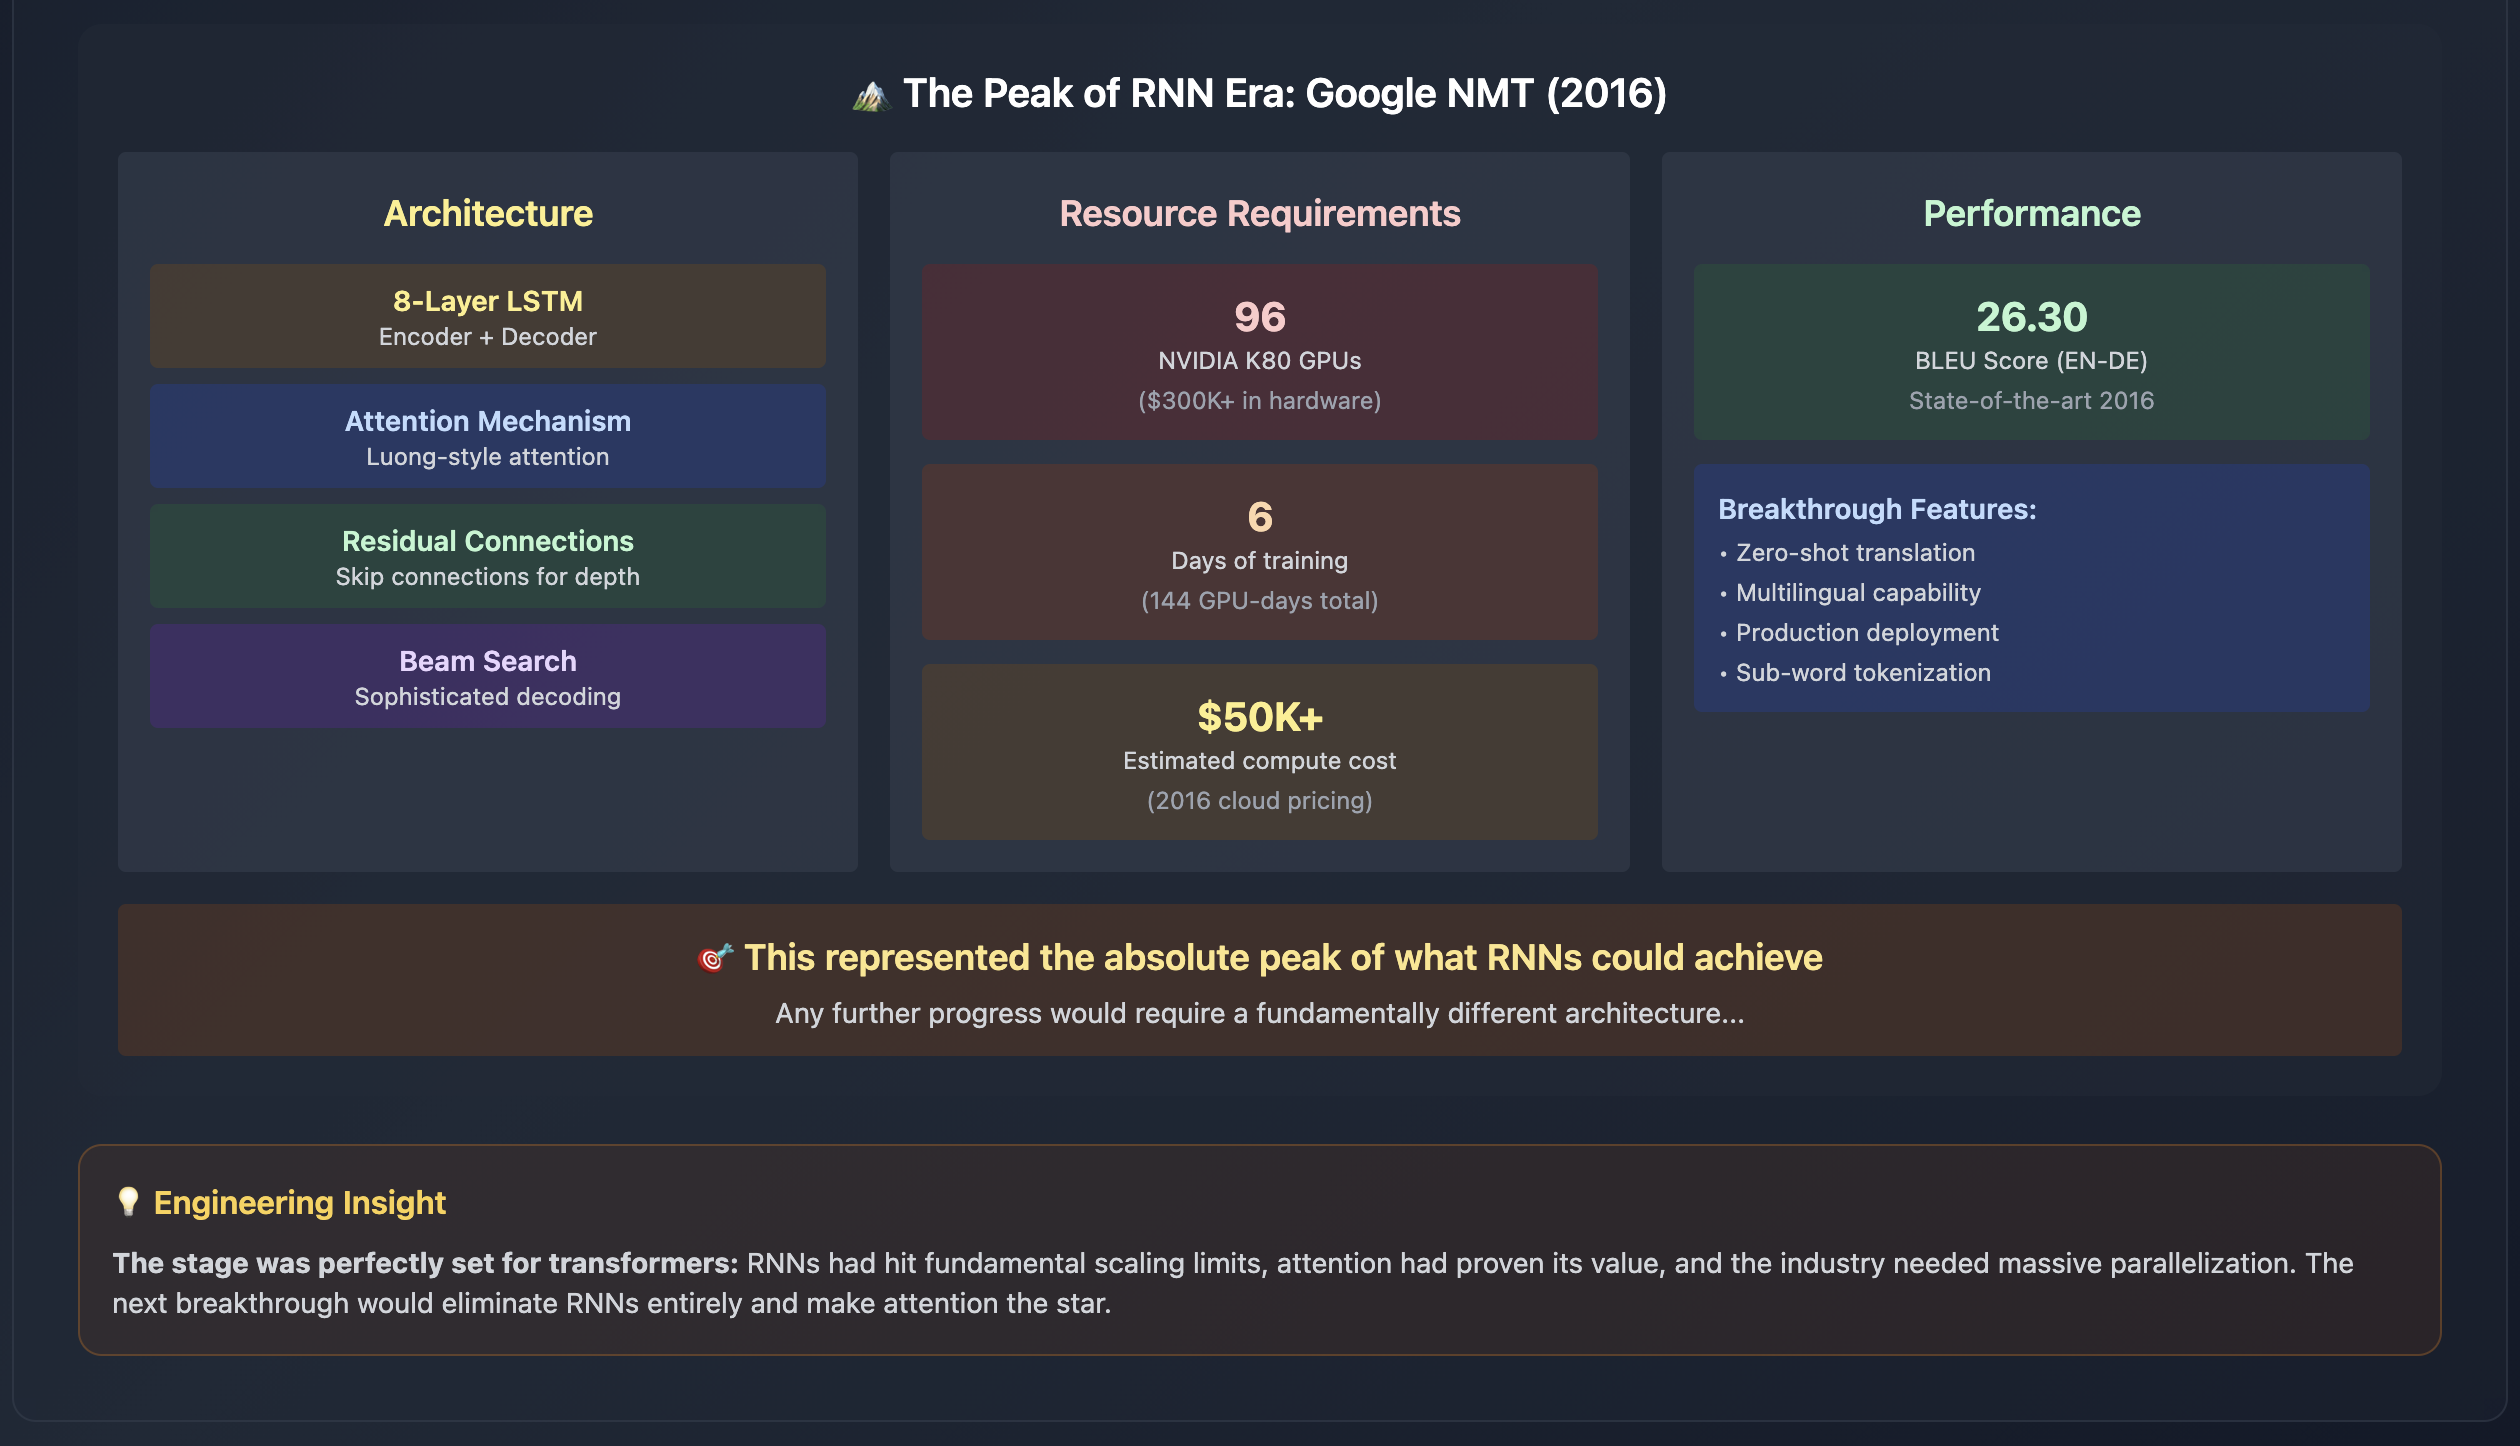 The Peak of RNN Era: Google NMT (2016)
Architecture
8-Layer LSTM
Encoder + Decoder
Attention Mechanism
Luong-style attention
Residual Connections
Skip connections for depth
Beam Search
Sophisticated decoding
Resource Requirements
96
NVIDIA K80 GPUs
($300K+ in hardware)
6
Days of training
(144 GPU-days total)
$50K+
Estimated compute cost
(2016 cloud pricing)
Performance
26.30
BLEU Score (EN-DE)
State-of-the-art 2016
Breakthrough Features:
• Zero-shot translation
• Multilingual capability
• Production deployment
• Sub-word tokenization
This represented the absolute peak of what RNNs could achieve
Any further progress would require a fundamentally different architecture...
Engineering Insight
The stage was perfectly set for transformers: RNNs had hit fundamental scaling limits, attention had proven its value, and the industry needed massive parallelization. The
next breakthrough would eliminate RNNs entirely and make attention the star.